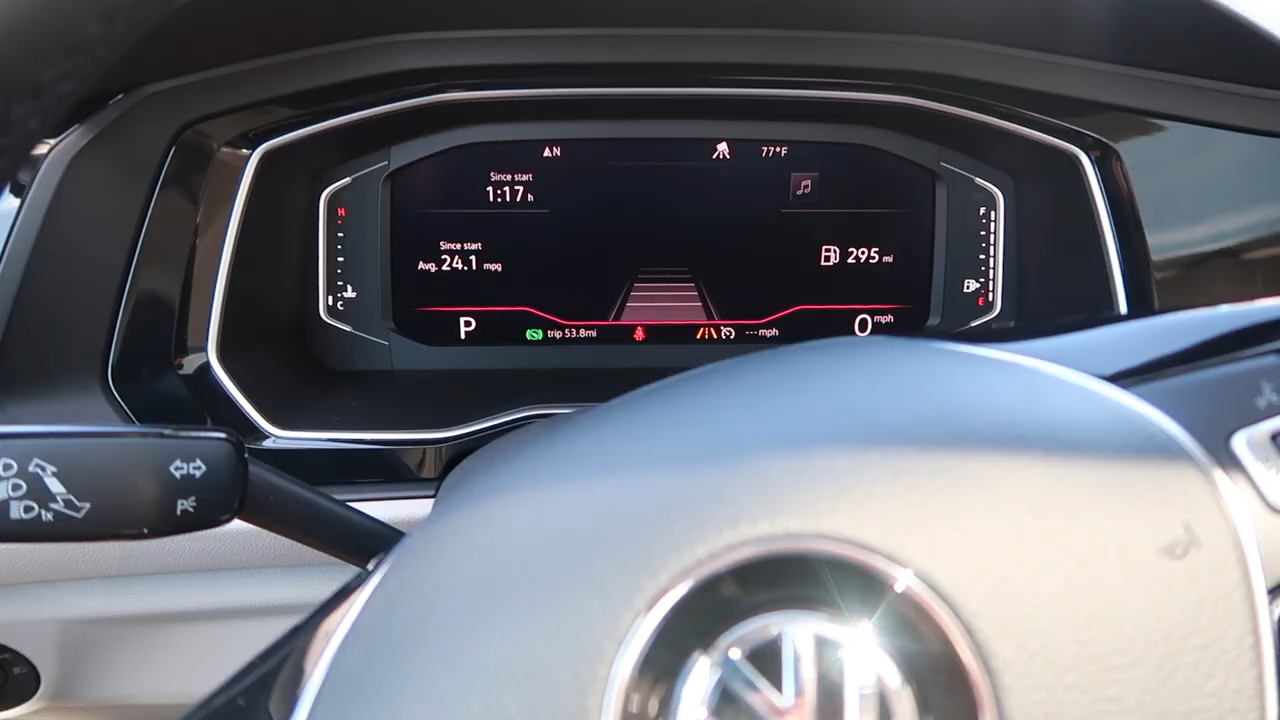 N
77°F
Since start
1:17 h
H
F
Since start
Avg. 24.1 mpg
295 mi
C
E
P
trip 53.8mi
--- mph
0 mph
1x
P